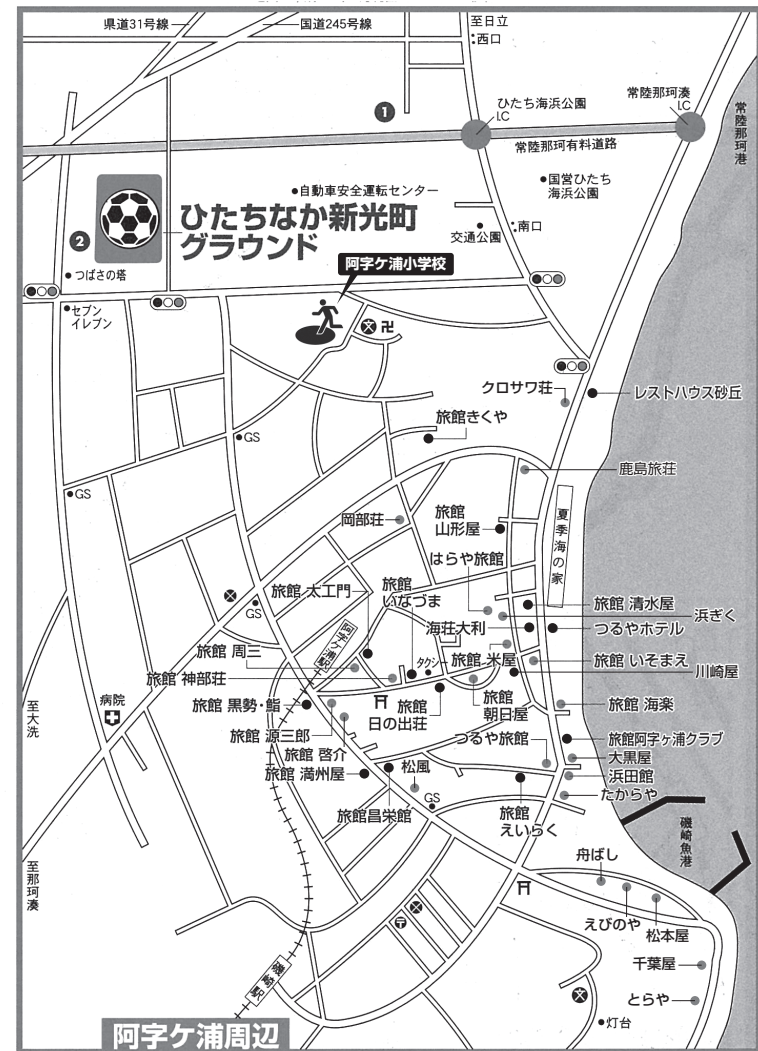 県道31号線
国道245号線
至日立
西口
1
ひたち海浜公園
I.C
常陸那珂湊
I.C
常陸那珂港
常陸那珂有料道路
自動車安全運転センター
国営ひたち
海浜公園
ひたちなか新光町
グラウンド
2
交通公園
南口
つばさの塔
阿字ケ浦小学校
セブン
イレブン
文
卍
クロサワ荘
レストハウス砂丘
旅館きくや
GS
GS
鹿島旅荘
岡部荘
旅館
山形屋
夏季海の家
はらや旅館
旅館 太工門
旅館
いなづま
GS
旅館 清水屋
浜ぎく
阿字ヶ浦駅
海荘大利
つるやホテル
旅館 周三
タクシー
旅館 米屋
旅館 いそまえ
川崎屋
旅館 神部荘
至大洗
病院
旅館 黒勢・鮨
旅館
日の出荘
旅館
朝日屋
旅館 海楽
旅館 源三郎
つるや旅館
旅館阿字ヶ浦クラブ
旅館 啓介
大黒屋
旅館 満州屋
松風
浜田館
たからや
GS
旅館昌栄館
旅館
えいらく
磯崎魚港
舟ばし
至那珂湊
えびのや
松本屋
〒
千葉屋
磯崎駅
文
とらや
灯台
阿字ケ浦周辺